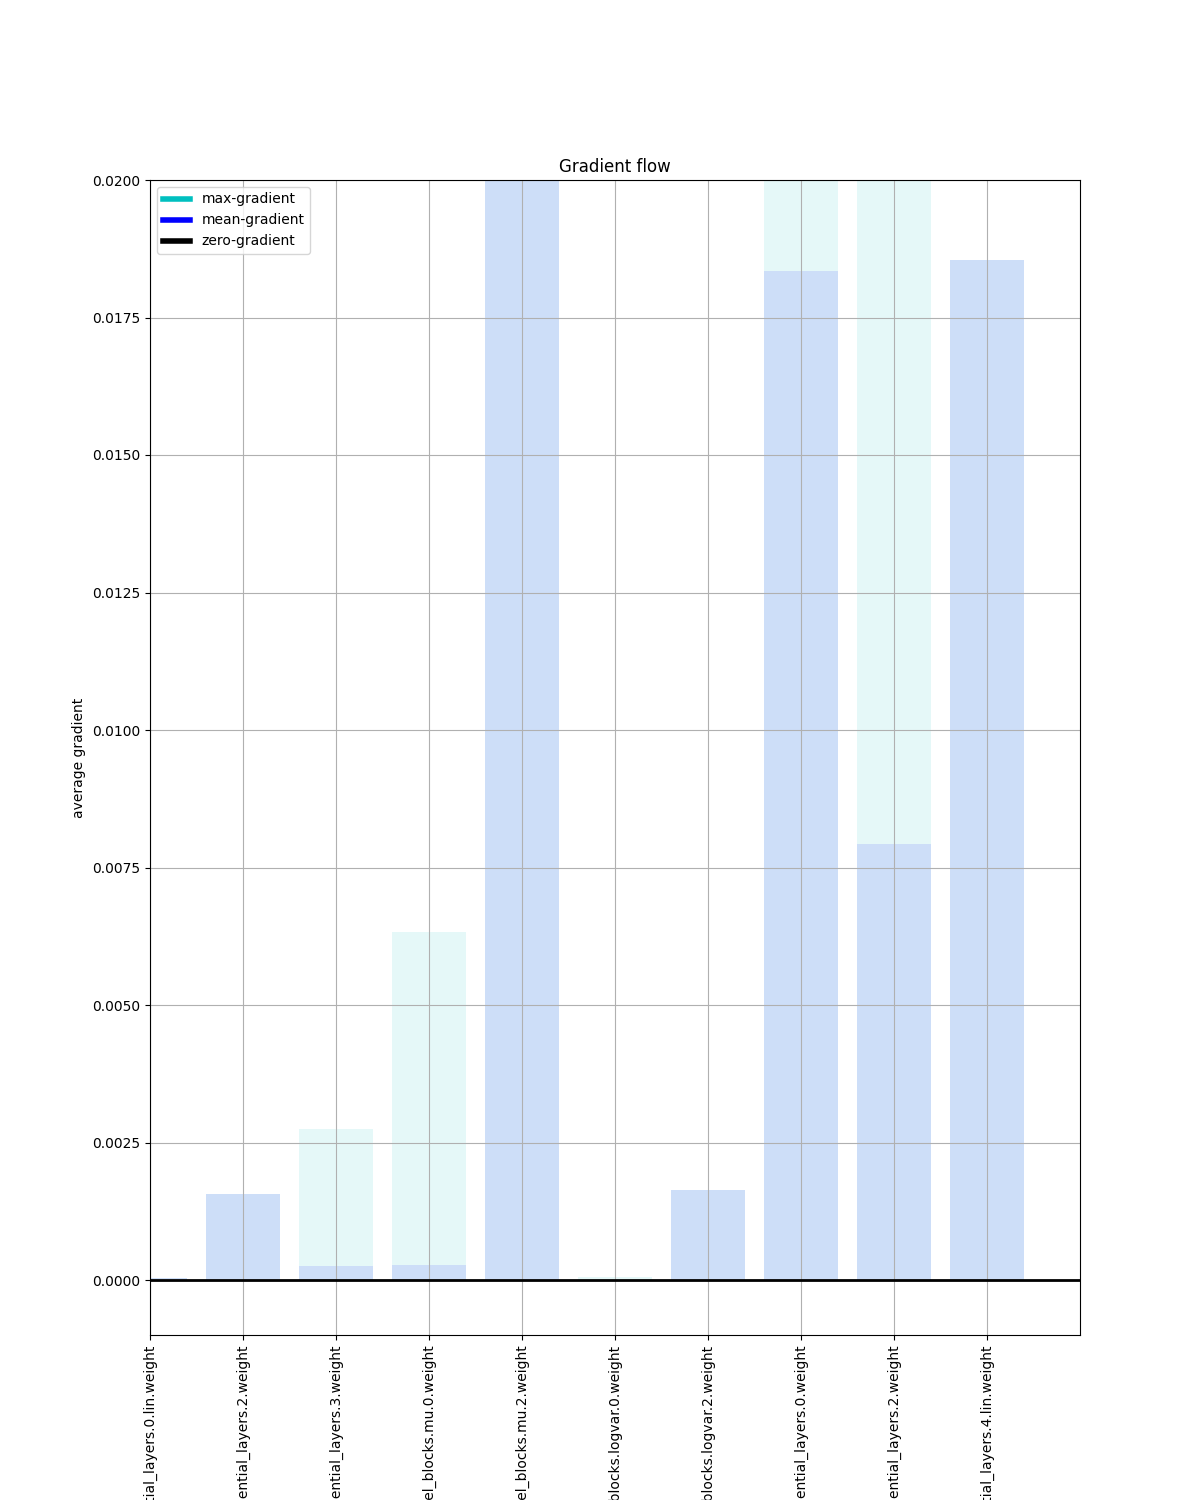 Gradient flow
max-gradient
mean-gradient
zero-gradient
0.0200
0.0175
0.0150
0.0125
0.0100
0.0075
0.0050
0.0025
0.0000
average gradient
tial_layers.0.lin.weight
ential_layers.2.weight
ential_layers.3.weight
el_blocks.mu.0.weight
el_blocks.mu.2.weight
blocks.logvar.0.weight
blocks.logvar.2.weight
ential_layers.0.weight
ential_layers.2.weight
tial_layers.4.lin.weight